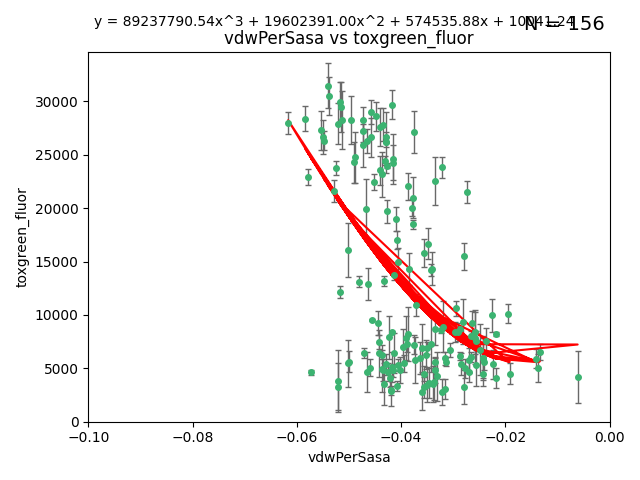 y = 89237790.54x^3 + 19602391.00x^2 + 574535.88x + 10041.24
N = 156
vdwPerSasa vs toxgreen_fluor
toxgreen_fluor
30000
25000
20000
15000
10000
5000
0
−0.10
−0.08
−0.06
−0.04
−0.02
0.00
vdwPerSasa